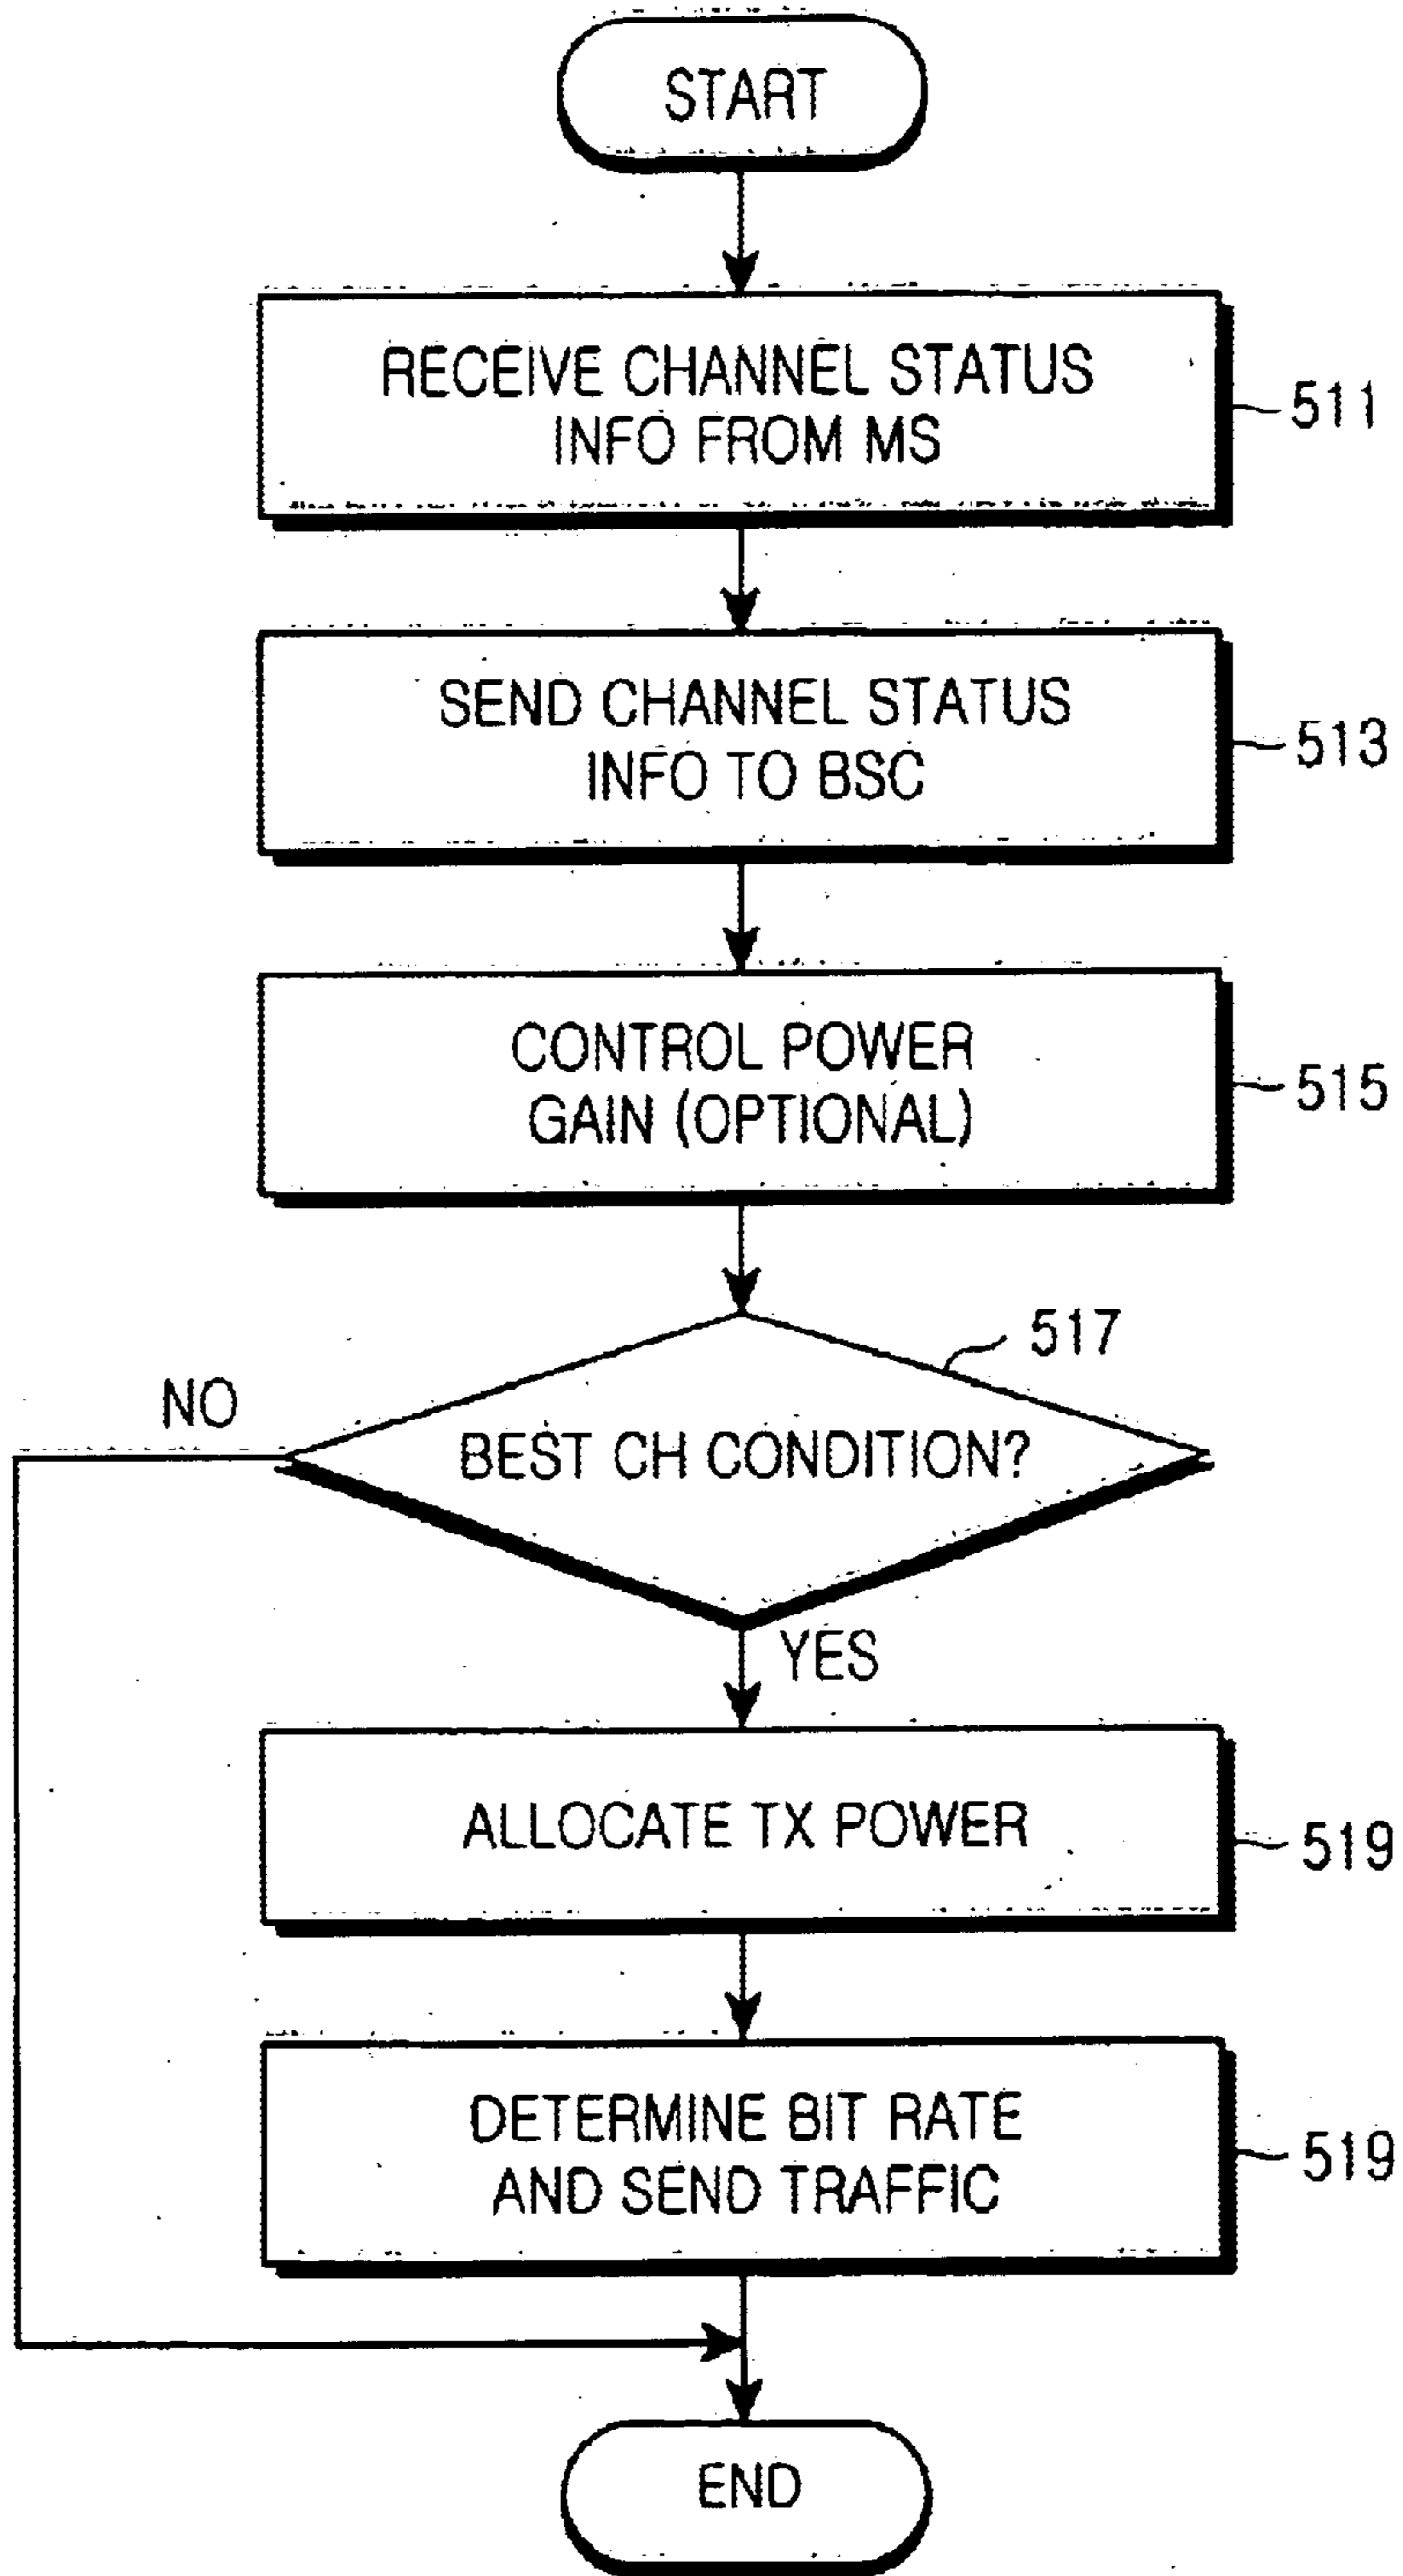 START
RECEIVE CHANNEL STATUS
INFO FROM MS
511
SEND CHANNEL STATUS
INFO TO BSC
513
CONTROL POWER
GAIN (OPTIONAL)
515
517
NO
BEST CH CONDITION?
YES
ALLOCATE TX POWER
519
DETERMINE BIT RATE
AND SEND TRAFFIC
519
END